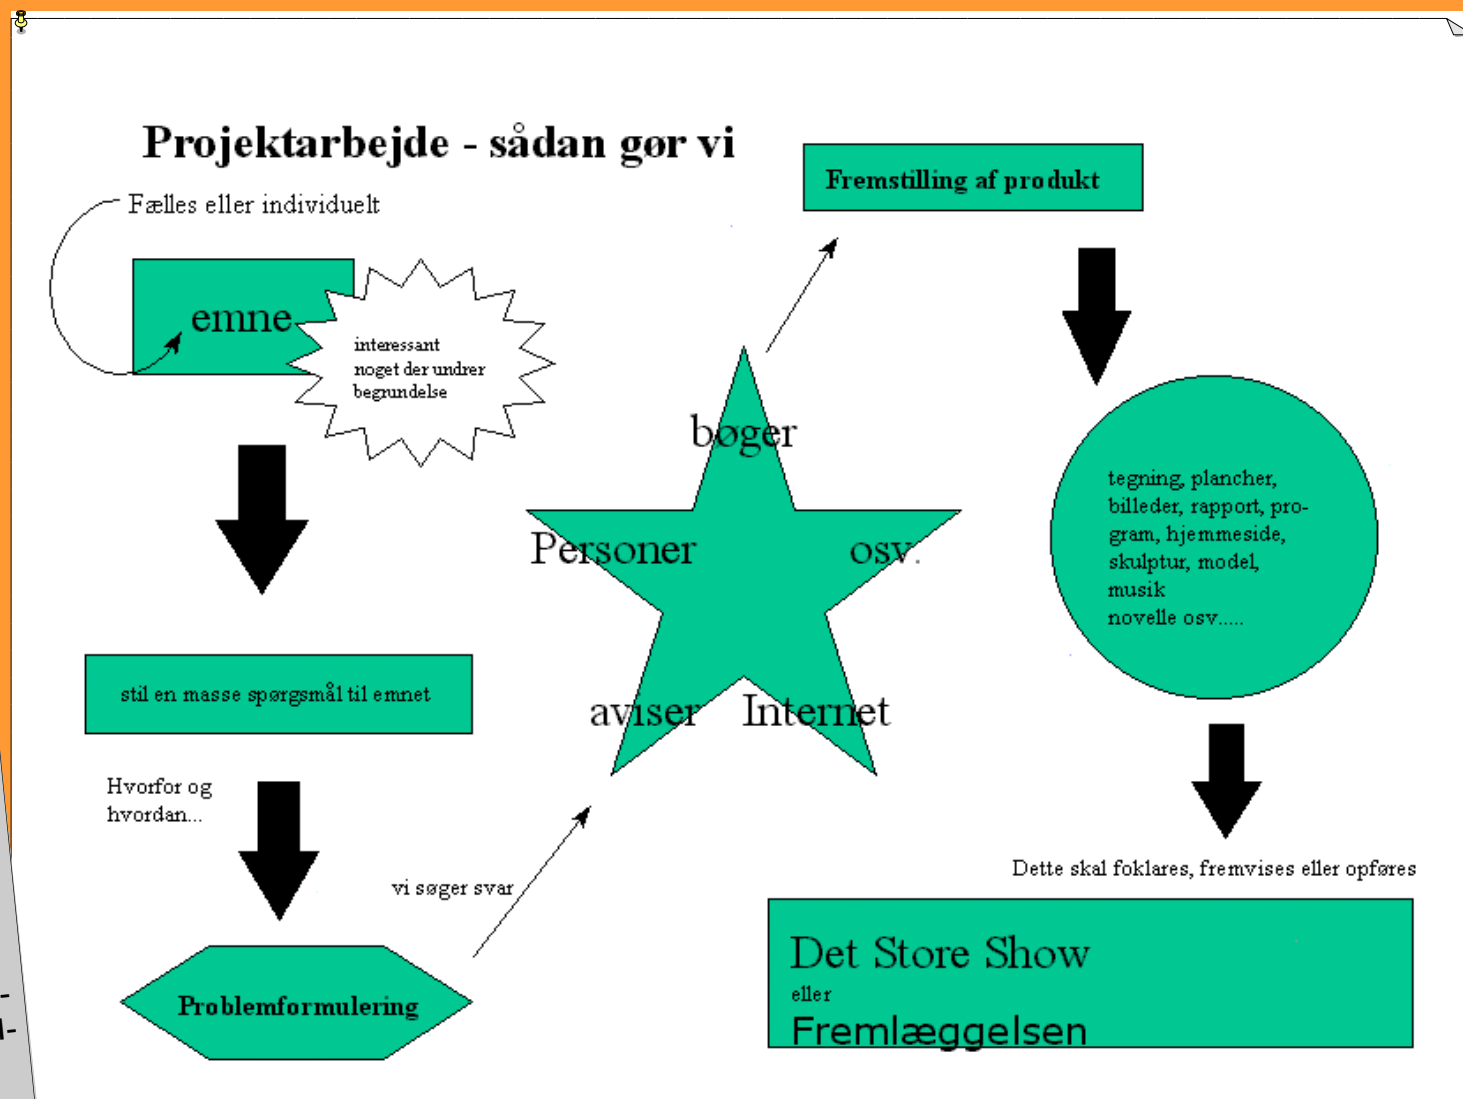 Projektarbejde - sådan gør vi
Fælles eller individuelt
emne
interessant
noget der undrer
begrundelse
stil en masse spørgsmål til emnet
Hvorfor og
hvordan...
Problemformulering
vi søger svar
bøger
Personer
osv.
aviser
Internet
Fremstilling af produkt
tegning, plancher,
billeder, rapport, pro-
gram, hjemmeside,
skulptur, model,
musik
novelle osv.....
Dette skal foklares, fremvises eller opføres
Det Store Show
eller
Fremlæggelsen